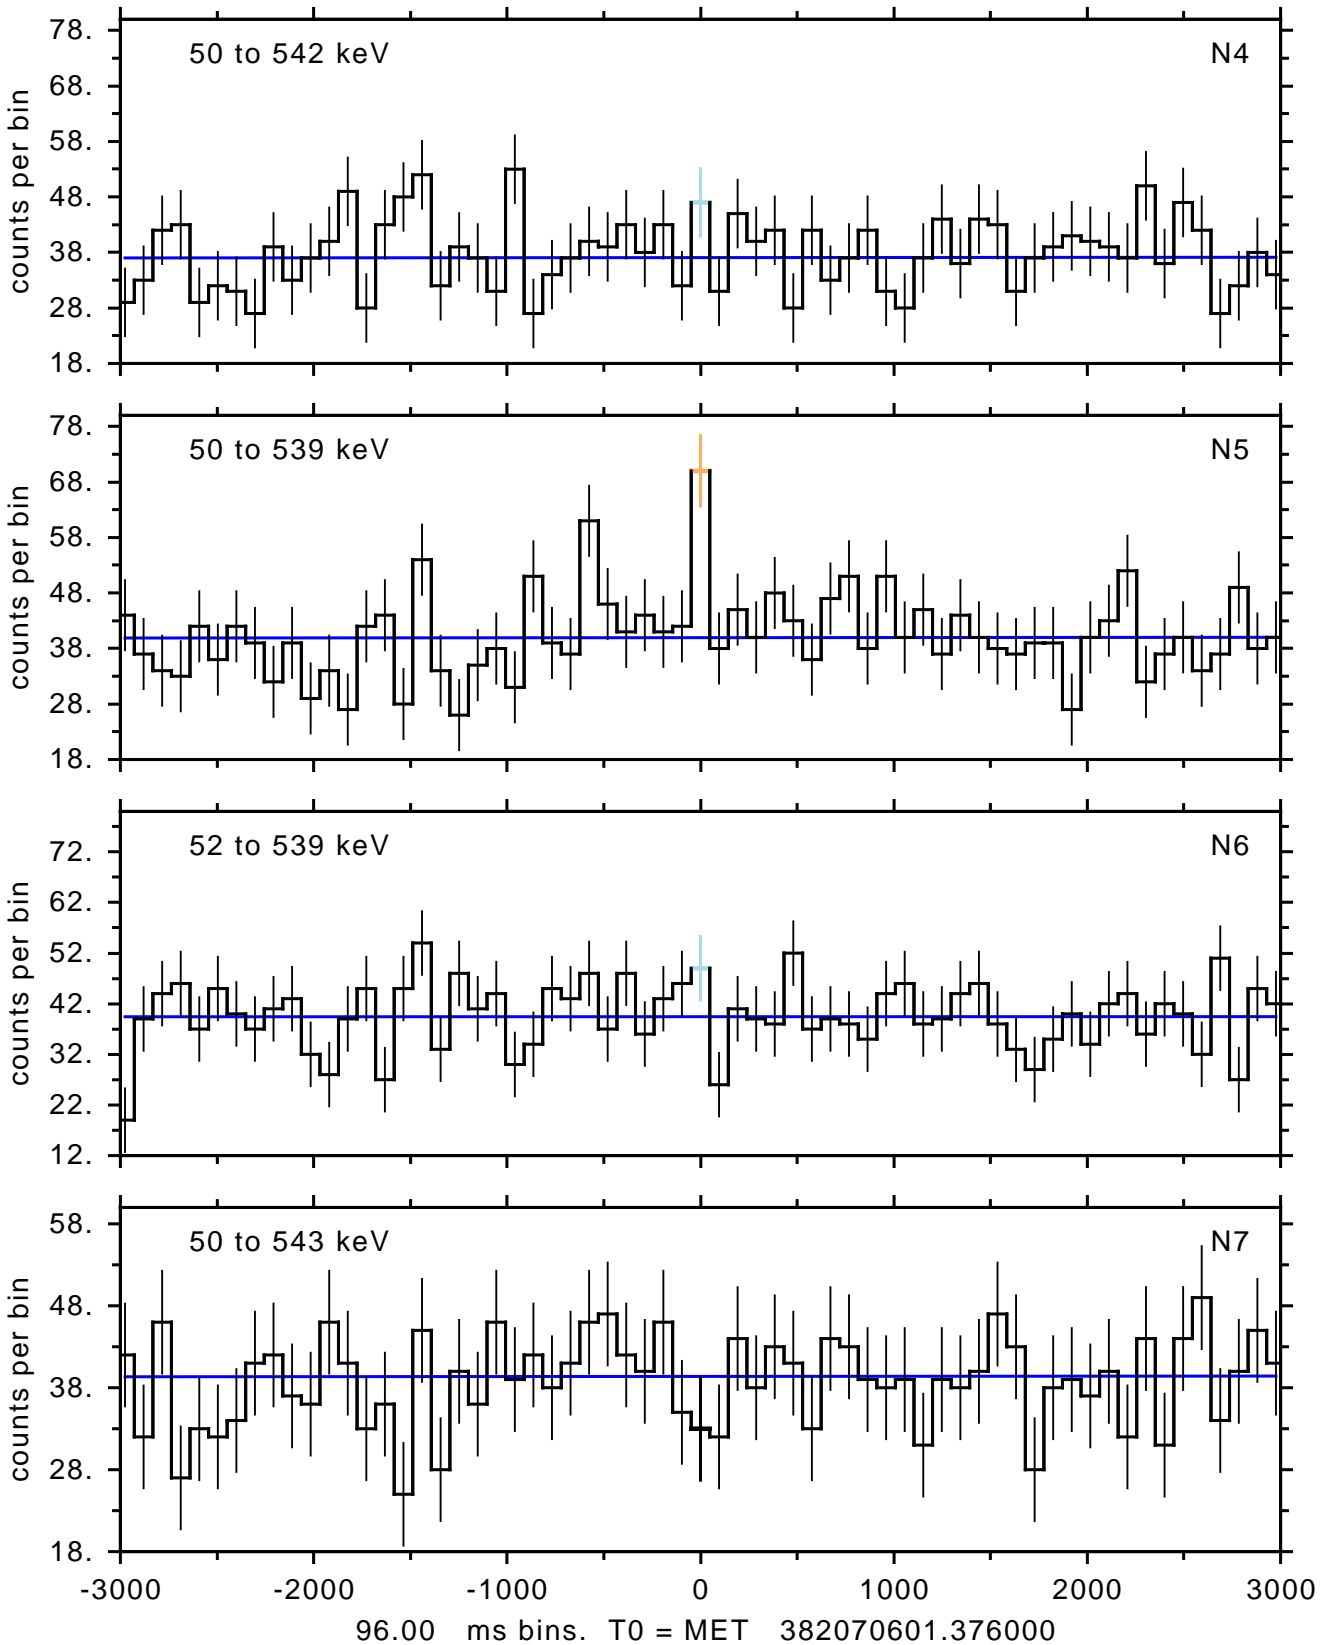 50 to 542 keV N4
78.
68.
58.
48.
38.
28.
18.
counts per bin
50 to 539 keV N5
78.
68.
58.
48.
38.
28.
18.
counts per bin
52 to 539 keV N6
72.
62.
52.
42.
32.
22.
12.
counts per bin
50 to 543 keV N7
58.
48.
38.
28.
18.
counts per bin
-3000 -2000 -1000 0 1000 2000 3000
96.00 ms bins. T0 = MET 382070601.376000